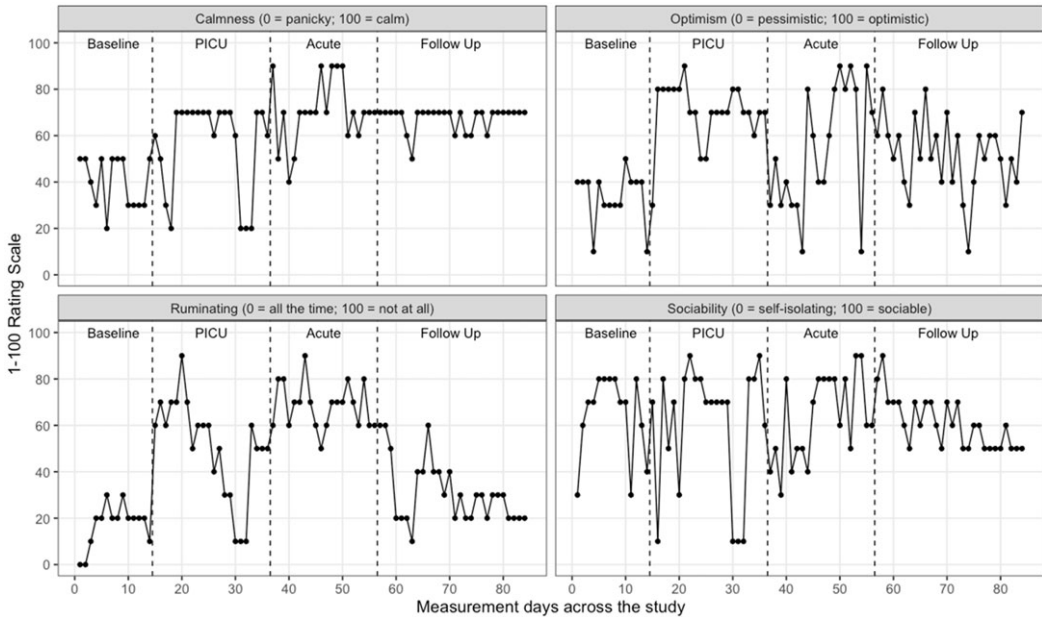 Calmness (0 = panicky; 100 = calm)
Optimism (0 = pessimistic; 100 = optimistic)
Baseline PICU Acute Follow Up
Baseline PICU Acute Follow Up
100
80
60
40
20
0
Ruminating (0 = all the time; 100 = not at all)
Sociability (0 = self-isolating; 100 = sociable)
Baseline PICU Acute Follow Up
Baseline PICU Acute Follow Up
100
80
60
40
20
0
0 10 20 30 40 50 60 70 80
0 10 20 30 40 50 60 70 80
1-100 Rating Scale
Measurement days across the study